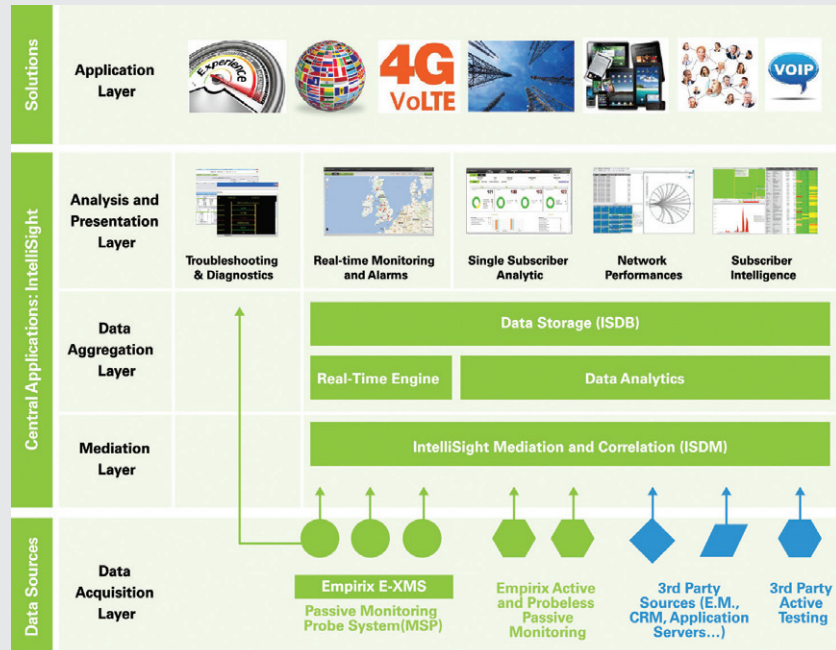 Solutions
Application
Layer
Experience
4G
VoLTE
VOIP
Central Applications: IntelliSight
Analysis and
Presentation
Layer
Troubleshooting
& Diagnostics
Real-time Monitoring
and Alarms
Single Subscriber
Analytic
Network
Performances
Subscriber
Intelligence
Data
Aggregation
Layer
Data Storage (ISDB)
Real-Time Engine
Data Analytics
Mediation
Layer
IntelliSight Mediation and Correlation (ISDM)
Data Sources
Data
Acquisition
Layer
Empirix E-XMS
Passive Monitoring
Probe System(MSP)
Empirix Active
and Probeless
Passive
Monitoring
3rd Party
Sources (E.M.,
CRM, Application
Servers...)
3rd Party
Active
Testing